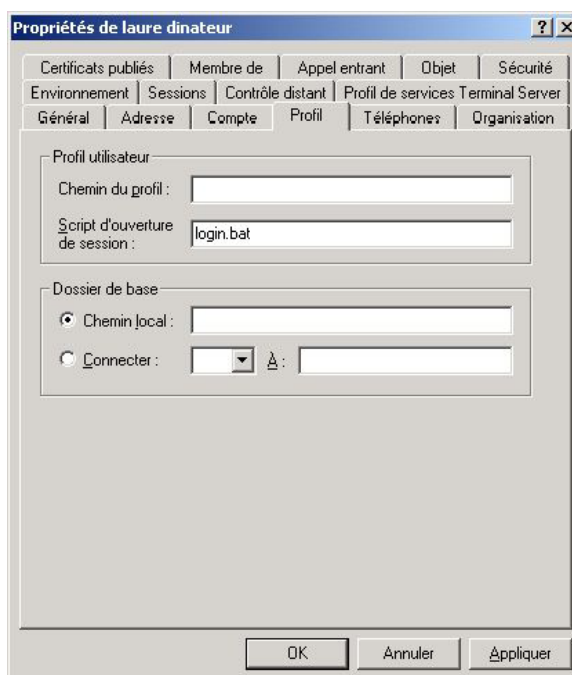 Propriétés de laure dinateur
Certificats publiés Membre de Appel entrant Objet Sécurité
Environnement Sessions Contrôle distant Profil de services Terminal Server
Général Adresse Compte Profil Téléphones Organisation
Profil utilisateur
Chemin du profil :
Script d'ouverture
de session :
login.bat
Dossier de base
Chemin local :
Connecter : À :
OK Annuler Appliquer